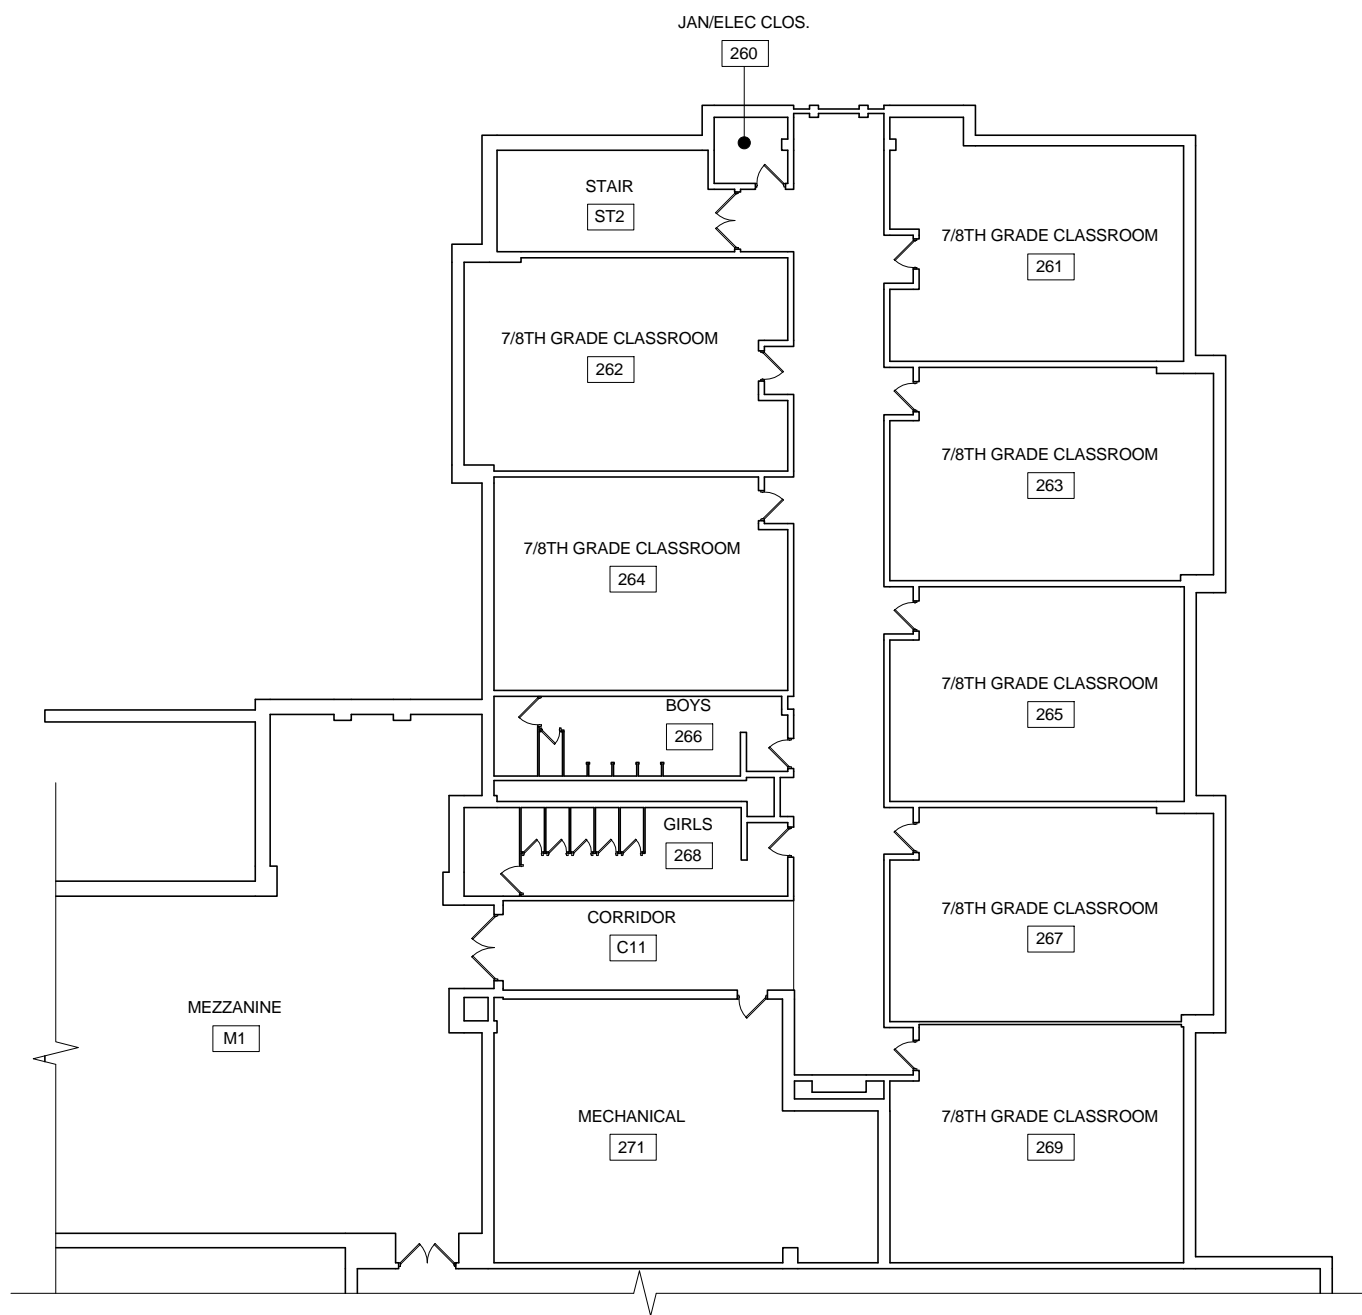 JAN/ELEC CLOS.
260
STAIR
ST2
7/8TH GRADE CLASSROOM
261
7/8TH GRADE CLASSROOM
262
7/8TH GRADE CLASSROOM
263
7/8TH GRADE CLASSROOM
264
7/8TH GRADE CLASSROOM
265
BOYS
266
GIRLS
268
7/8TH GRADE CLASSROOM
267
CORRIDOR
C11
MEZZANINE
M1
MECHANICAL
271
7/8TH GRADE CLASSROOM
269